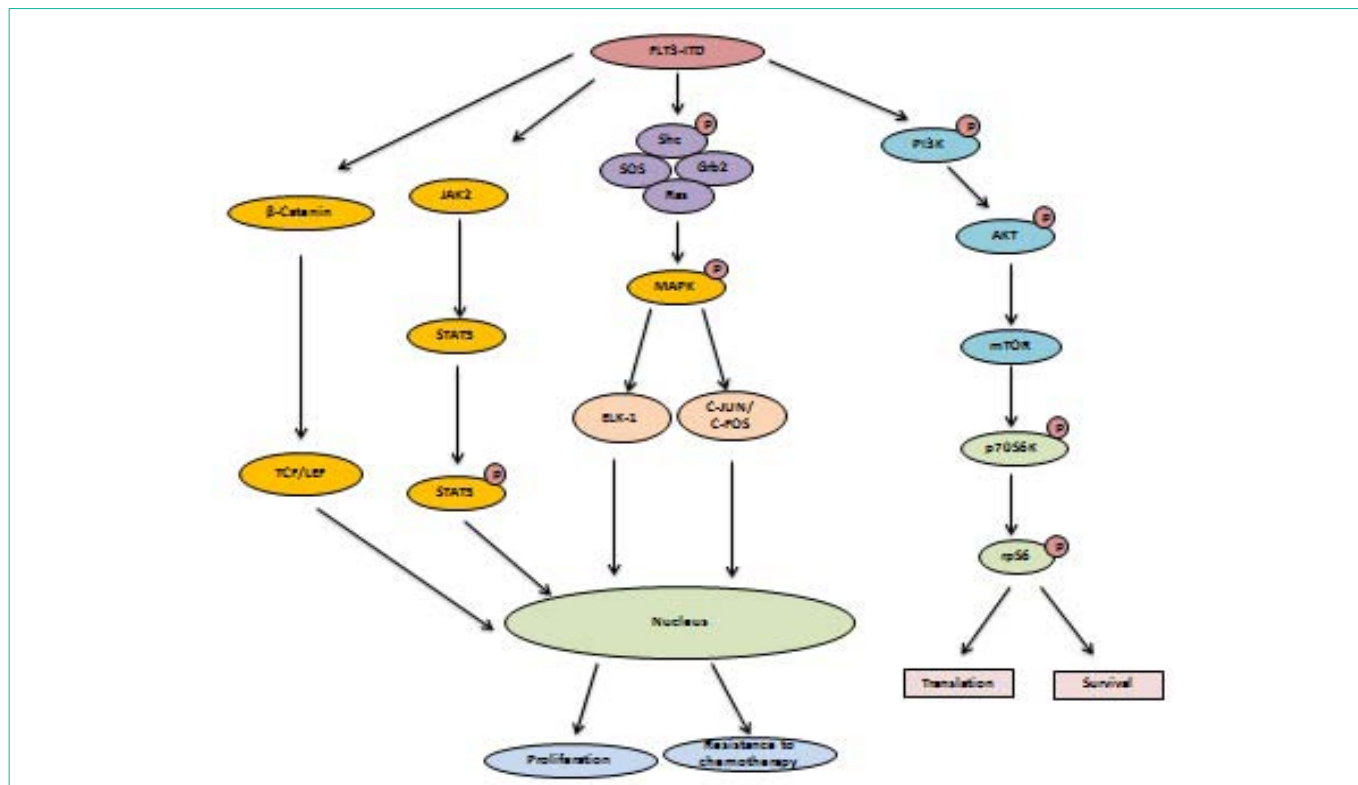 FLT3-ITD
P
Shc
SOS
Grb2
Ras
P
PI3K
JAK2
β-Catenin
P
AKT
P
MAPK
STAT5
mTOR
ELK-1
C-JUN/
C-FOS
P
p70S6K
TCF/LEF
P
STAT5
P
rpS6
Nucleus
Translation
Survival
Proliferation
Resistance to
chemotherapy